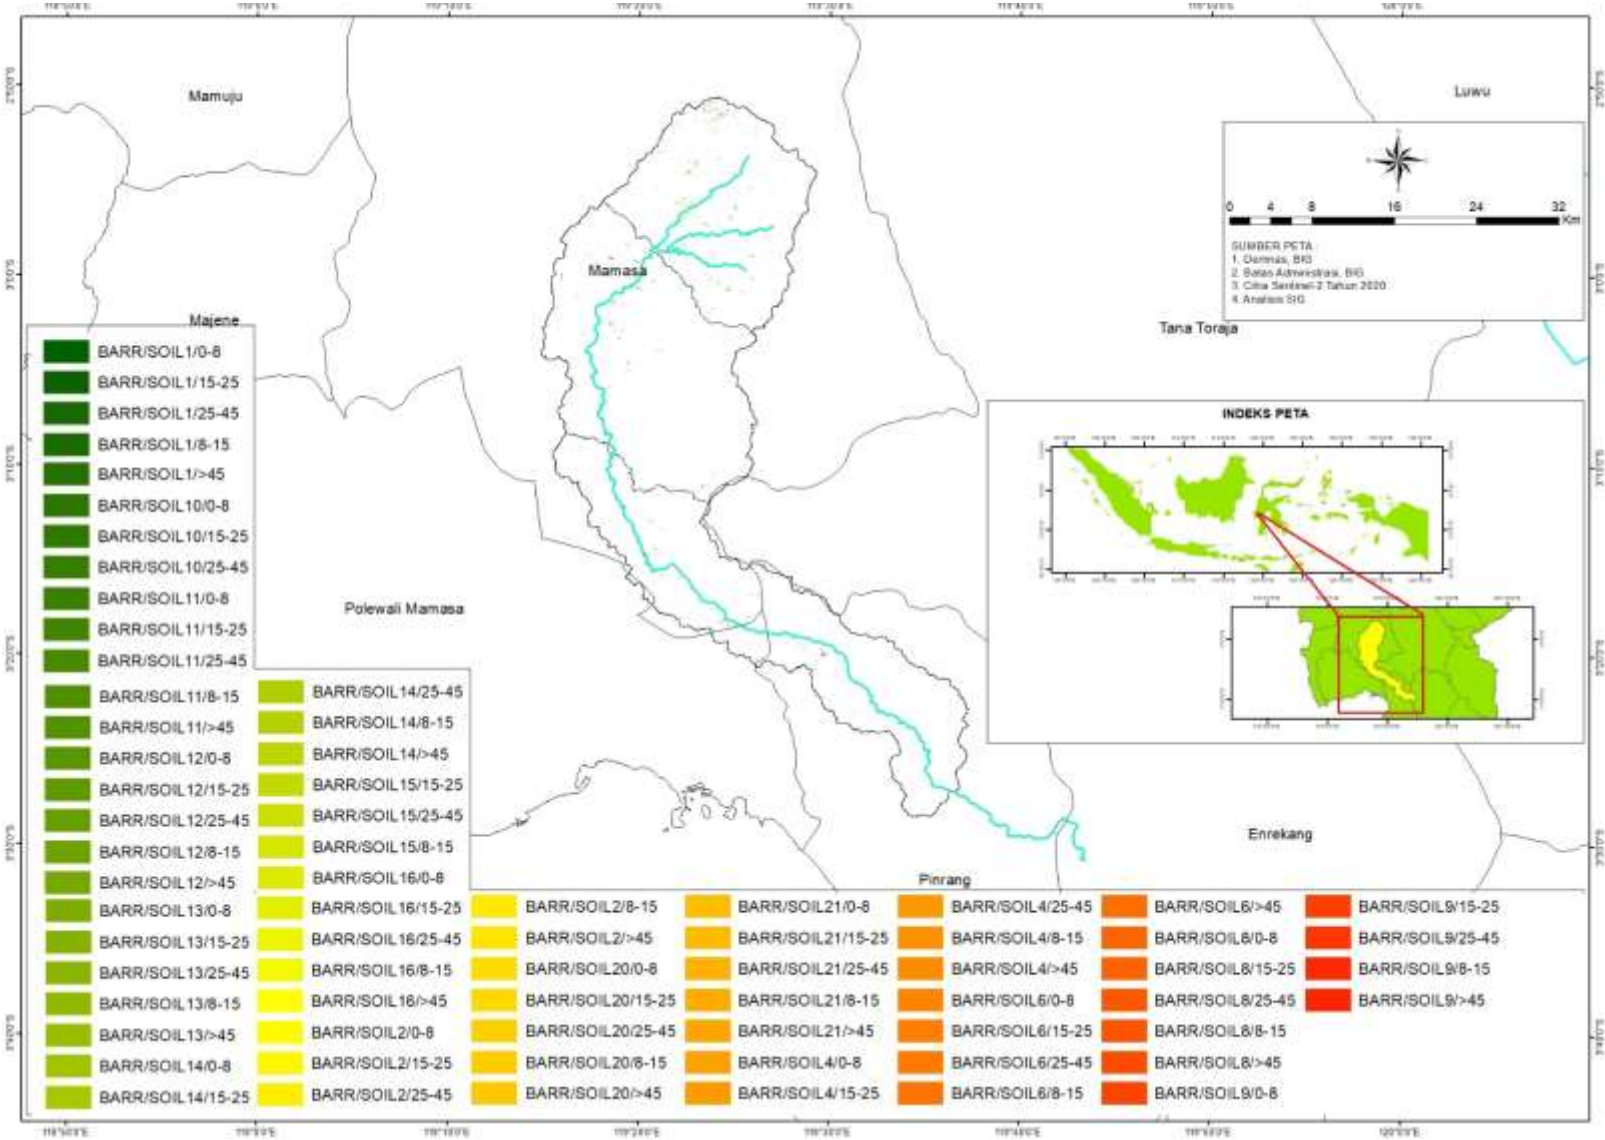 Mamuju
Luwu
0 4 8 16 24 32
Km
SUMBER PETA :
1. Demnas, BIG
2. Batas Administrasi, BIG
3. Citra Sentinel-2 Tahun 2020
4. Analisis SIG
Mamasa
Majene
Tana Toraja
INDEKS PETA
Polewali Mamasa
Enrekang
Pinrang
BARR/SOIL1/0-8
BARR/SOIL1/15-25
BARR/SOIL1/25-45
BARR/SOIL1/8-15
BARR/SOIL1/>45
BARR/SOIL10/0-8
BARR/SOIL10/15-25
BARR/SOIL10/25-45
BARR/SOIL11/0-8
BARR/SOIL11/15-25
BARR/SOIL11/25-45
BARR/SOIL11/8-15
BARR/SOIL11/>45
BARR/SOIL12/0-8
BARR/SOIL12/15-25
BARR/SOIL12/25-45
BARR/SOIL12/8-15
BARR/SOIL12/>45
BARR/SOIL13/0-8
BARR/SOIL13/15-25
BARR/SOIL13/25-45
BARR/SOIL13/8-15
BARR/SOIL13/>45
BARR/SOIL14/0-8
BARR/SOIL14/15-25
BARR/SOIL14/25-45
BARR/SOIL14/8-15
BARR/SOIL14/>45
BARR/SOIL15/15-25
BARR/SOIL15/25-45
BARR/SOIL15/8-15
BARR/SOIL16/0-8
BARR/SOIL16/15-25
BARR/SOIL16/25-45
BARR/SOIL16/8-15
BARR/SOIL16/>45
BARR/SOIL2/0-8
BARR/SOIL2/15-25
BARR/SOIL2/25-45
BARR/SOIL2/8-15
BARR/SOIL2/>45
BARR/SOIL20/0-8
BARR/SOIL20/15-25
BARR/SOIL20/25-45
BARR/SOIL20/8-15
BARR/SOIL20/>45
BARR/SOIL21/0-8
BARR/SOIL21/15-25
BARR/SOIL21/25-45
BARR/SOIL21/8-15
BARR/SOIL21/>45
BARR/SOIL4/0-8
BARR/SOIL4/15-25
BARR/SOIL4/25-45
BARR/SOIL4/8-15
BARR/SOIL4/>45
BARR/SOIL6/0-8
BARR/SOIL6/15-25
BARR/SOIL6/25-45
BARR/SOIL6/8-15
BARR/SOIL6/>45
BARR/SOIL8/0-8
BARR/SOIL8/15-25
BARR/SOIL8/25-45
BARR/SOIL8/8-15
BARR/SOIL8/>45
BARR/SOIL9/0-8
BARR/SOIL9/15-25
BARR/SOIL9/25-45
BARR/SOIL9/8-15
BARR/SOIL9/>45